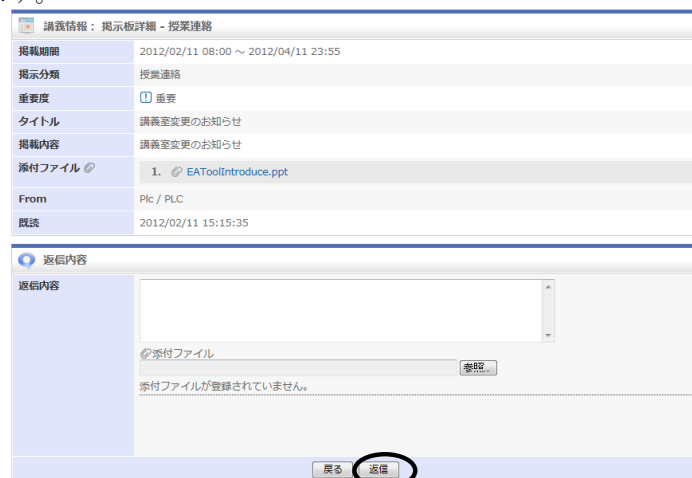 す。
講義情報： 掲示板詳細 - 授業連絡
掲載期間 2012/02/11 08:00 ～ 2012/04/11 23:55
掲示分類 授業連絡
重要度 重要
タイトル 講義室変更のお知らせ
掲載内容 講義室変更のお知らせ
添付ファイル 1. EAToolIntroduce.ppt
From Plc / PLC
既読 2012/02/11 15:15:35
返信内容
返信内容
添付ファイル
参照...
添付ファイルが登録されていません。
戻る 返信